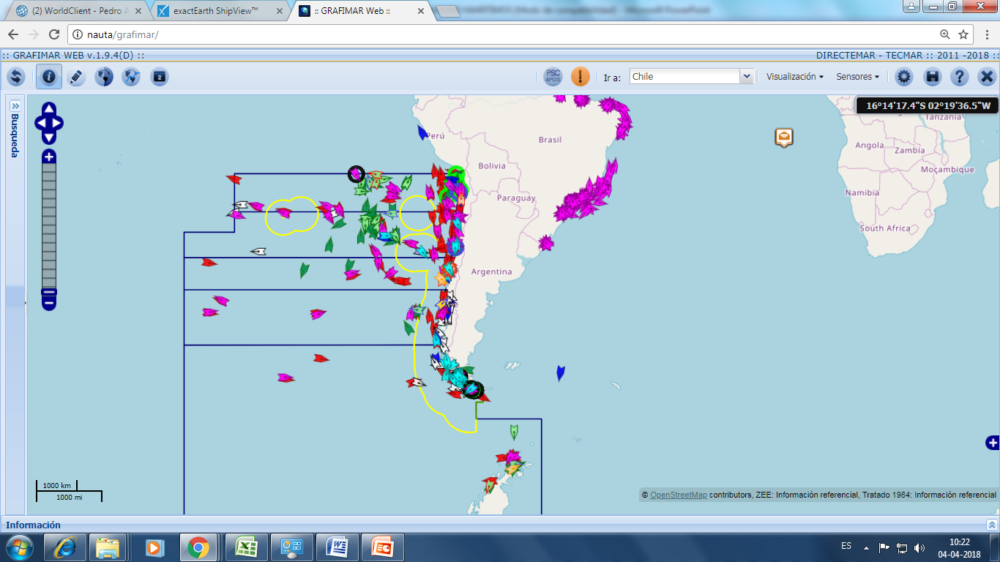 (2) WorldClient - Pedro A
exactEarth ShipView™
:: GRAFIMAR Web ::
nauta/grafimar/
:: GRAFIMAR WEB v.1.9.4(D) ::
DIRECTEMAR - TECMAR :: 2011 -2018 ::
PSC
APOS
Ir a:
Chile
Visualización
Sensores
Busqueda
16°14'17.4"S 02°19'36.5"W
Perú
Brasil
Bolivia
Paraguay
Argentina
Tanzania
Angola
Zambia
Moçambique
Namibia
South Africa
1000 km
1000 mi
© OpenStreetMap contributors, ZEE: Información referencial, Tratado 1984: Información referencial
Información
ES
10:22
04-04-2018